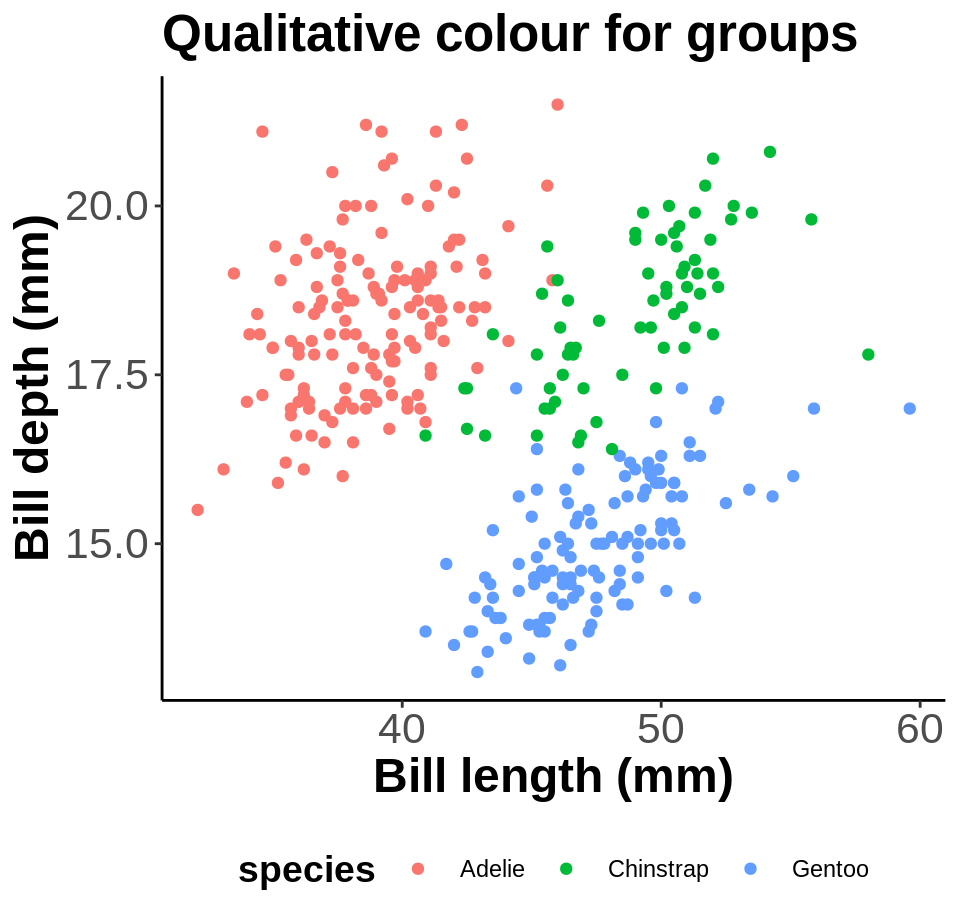 Qualitative colour for groups
Bill depth (mm)
20.0
17.5
15.0
40 50 60
Bill length (mm)
species Adelie Chinstrap Gentoo